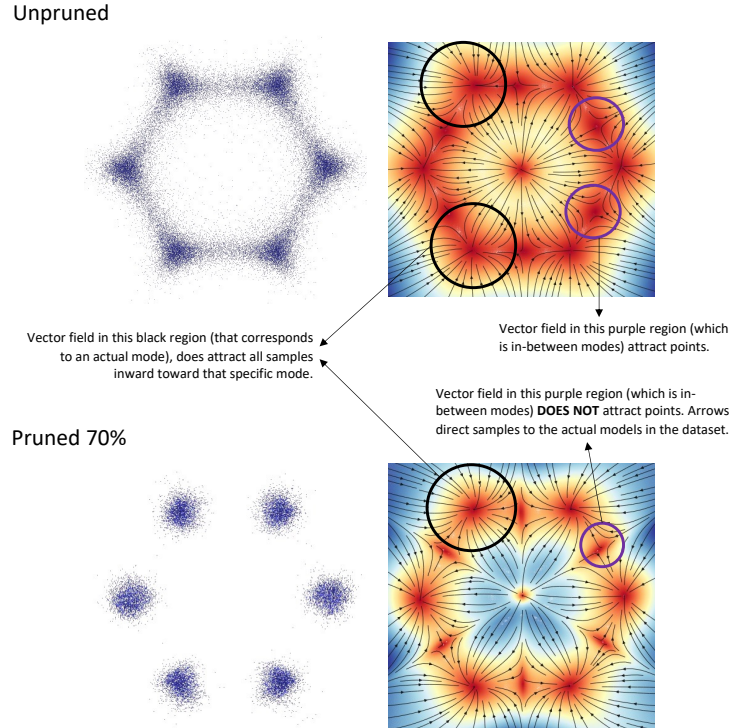 Unpruned
Vector field in this black region (that corresponds
to an actual mode), does attract all samples
inward toward that specific mode.
Vector field in this purple region (which
is in-between modes) attract points.
Vector field in this purple region (which is in-
between modes) DOES NOT attract points. Arrows
direct samples to the actual models in the dataset.
Pruned 70%